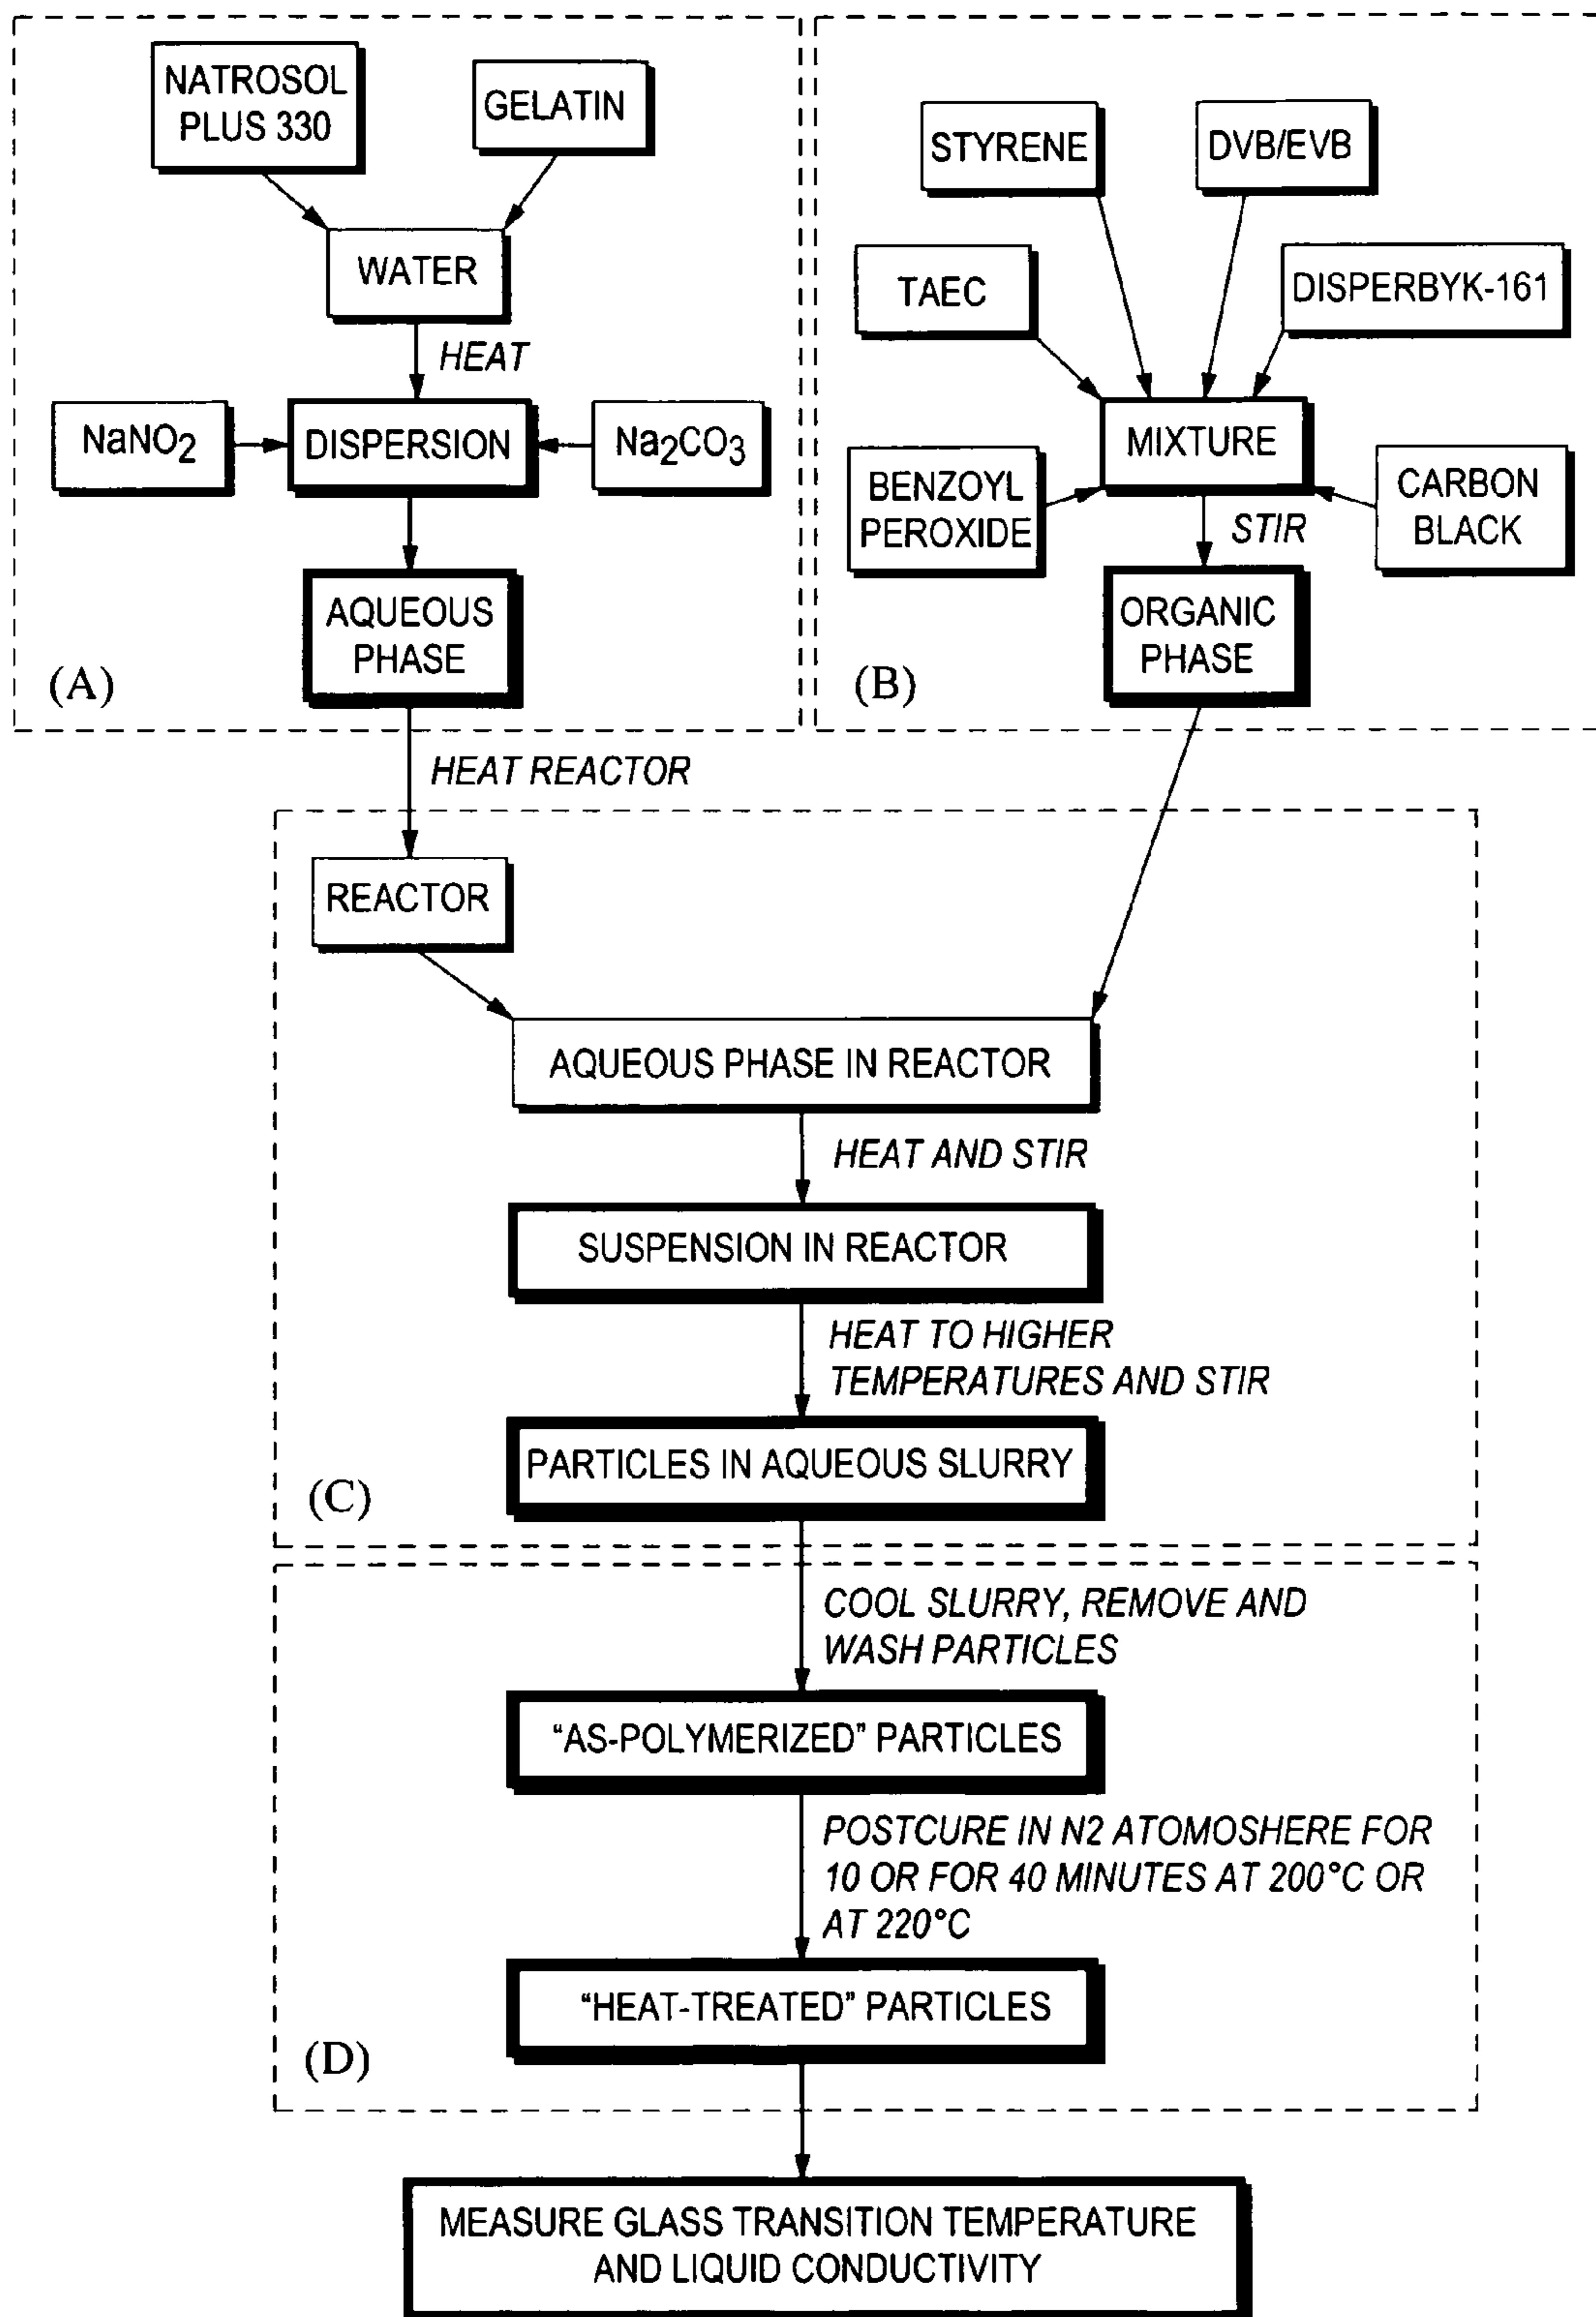 NATROSOL
PLUS 330
GELATIN
WATER
HEAT
NaNO2
DISPERSION
Na2CO3
AQUEOUS
PHASE
(A)
STYRENE
DVB/EVB
TAEC
DISPERBYK-161
MIXTURE
BENZOYL
PEROXIDE
CARBON
BLACK
STIR
ORGANIC
PHASE
(B)
HEAT REACTOR
REACTOR
AQUEOUS PHASE IN REACTOR
HEAT AND STIR
SUSPENSION IN REACTOR
HEAT TO HIGHER
TEMPERATURES AND STIR
PARTICLES IN AQUEOUS SLURRY
(C)
COOL SLURRY, REMOVE AND
WASH PARTICLES
“AS-POLYMERIZED” PARTICLES
POSTCURE IN N2 ATOMOSHERE FOR
10 OR FOR 40 MINUTES AT 200°C OR
AT 220°C
“HEAT-TREATED” PARTICLES
(D)
MEASURE GLASS TRANSITION TEMPERATURE
AND LIQUID CONDUCTIVITY